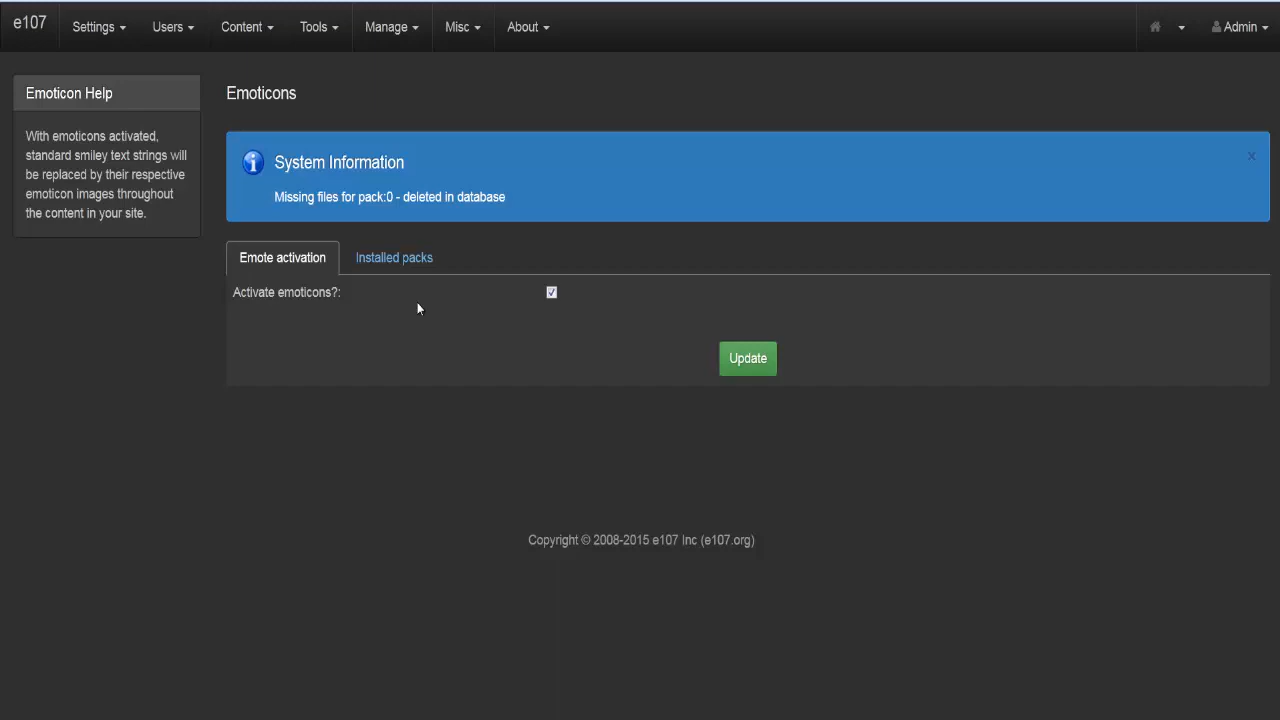 e107 Settings Users Content Tools Manage Misc About Admin
Emoticon Help
With emoticons activated,
standard smiley text strings will
be replaced by their respective
emoticon images throughout
the content in your site.
Emoticons
System Information
×
Missing files for pack:0 - deleted in database
Emote activation Installed packs
Activate emoticons?:
Update
Copyright © 2008-2015 e107 Inc (e107.org)